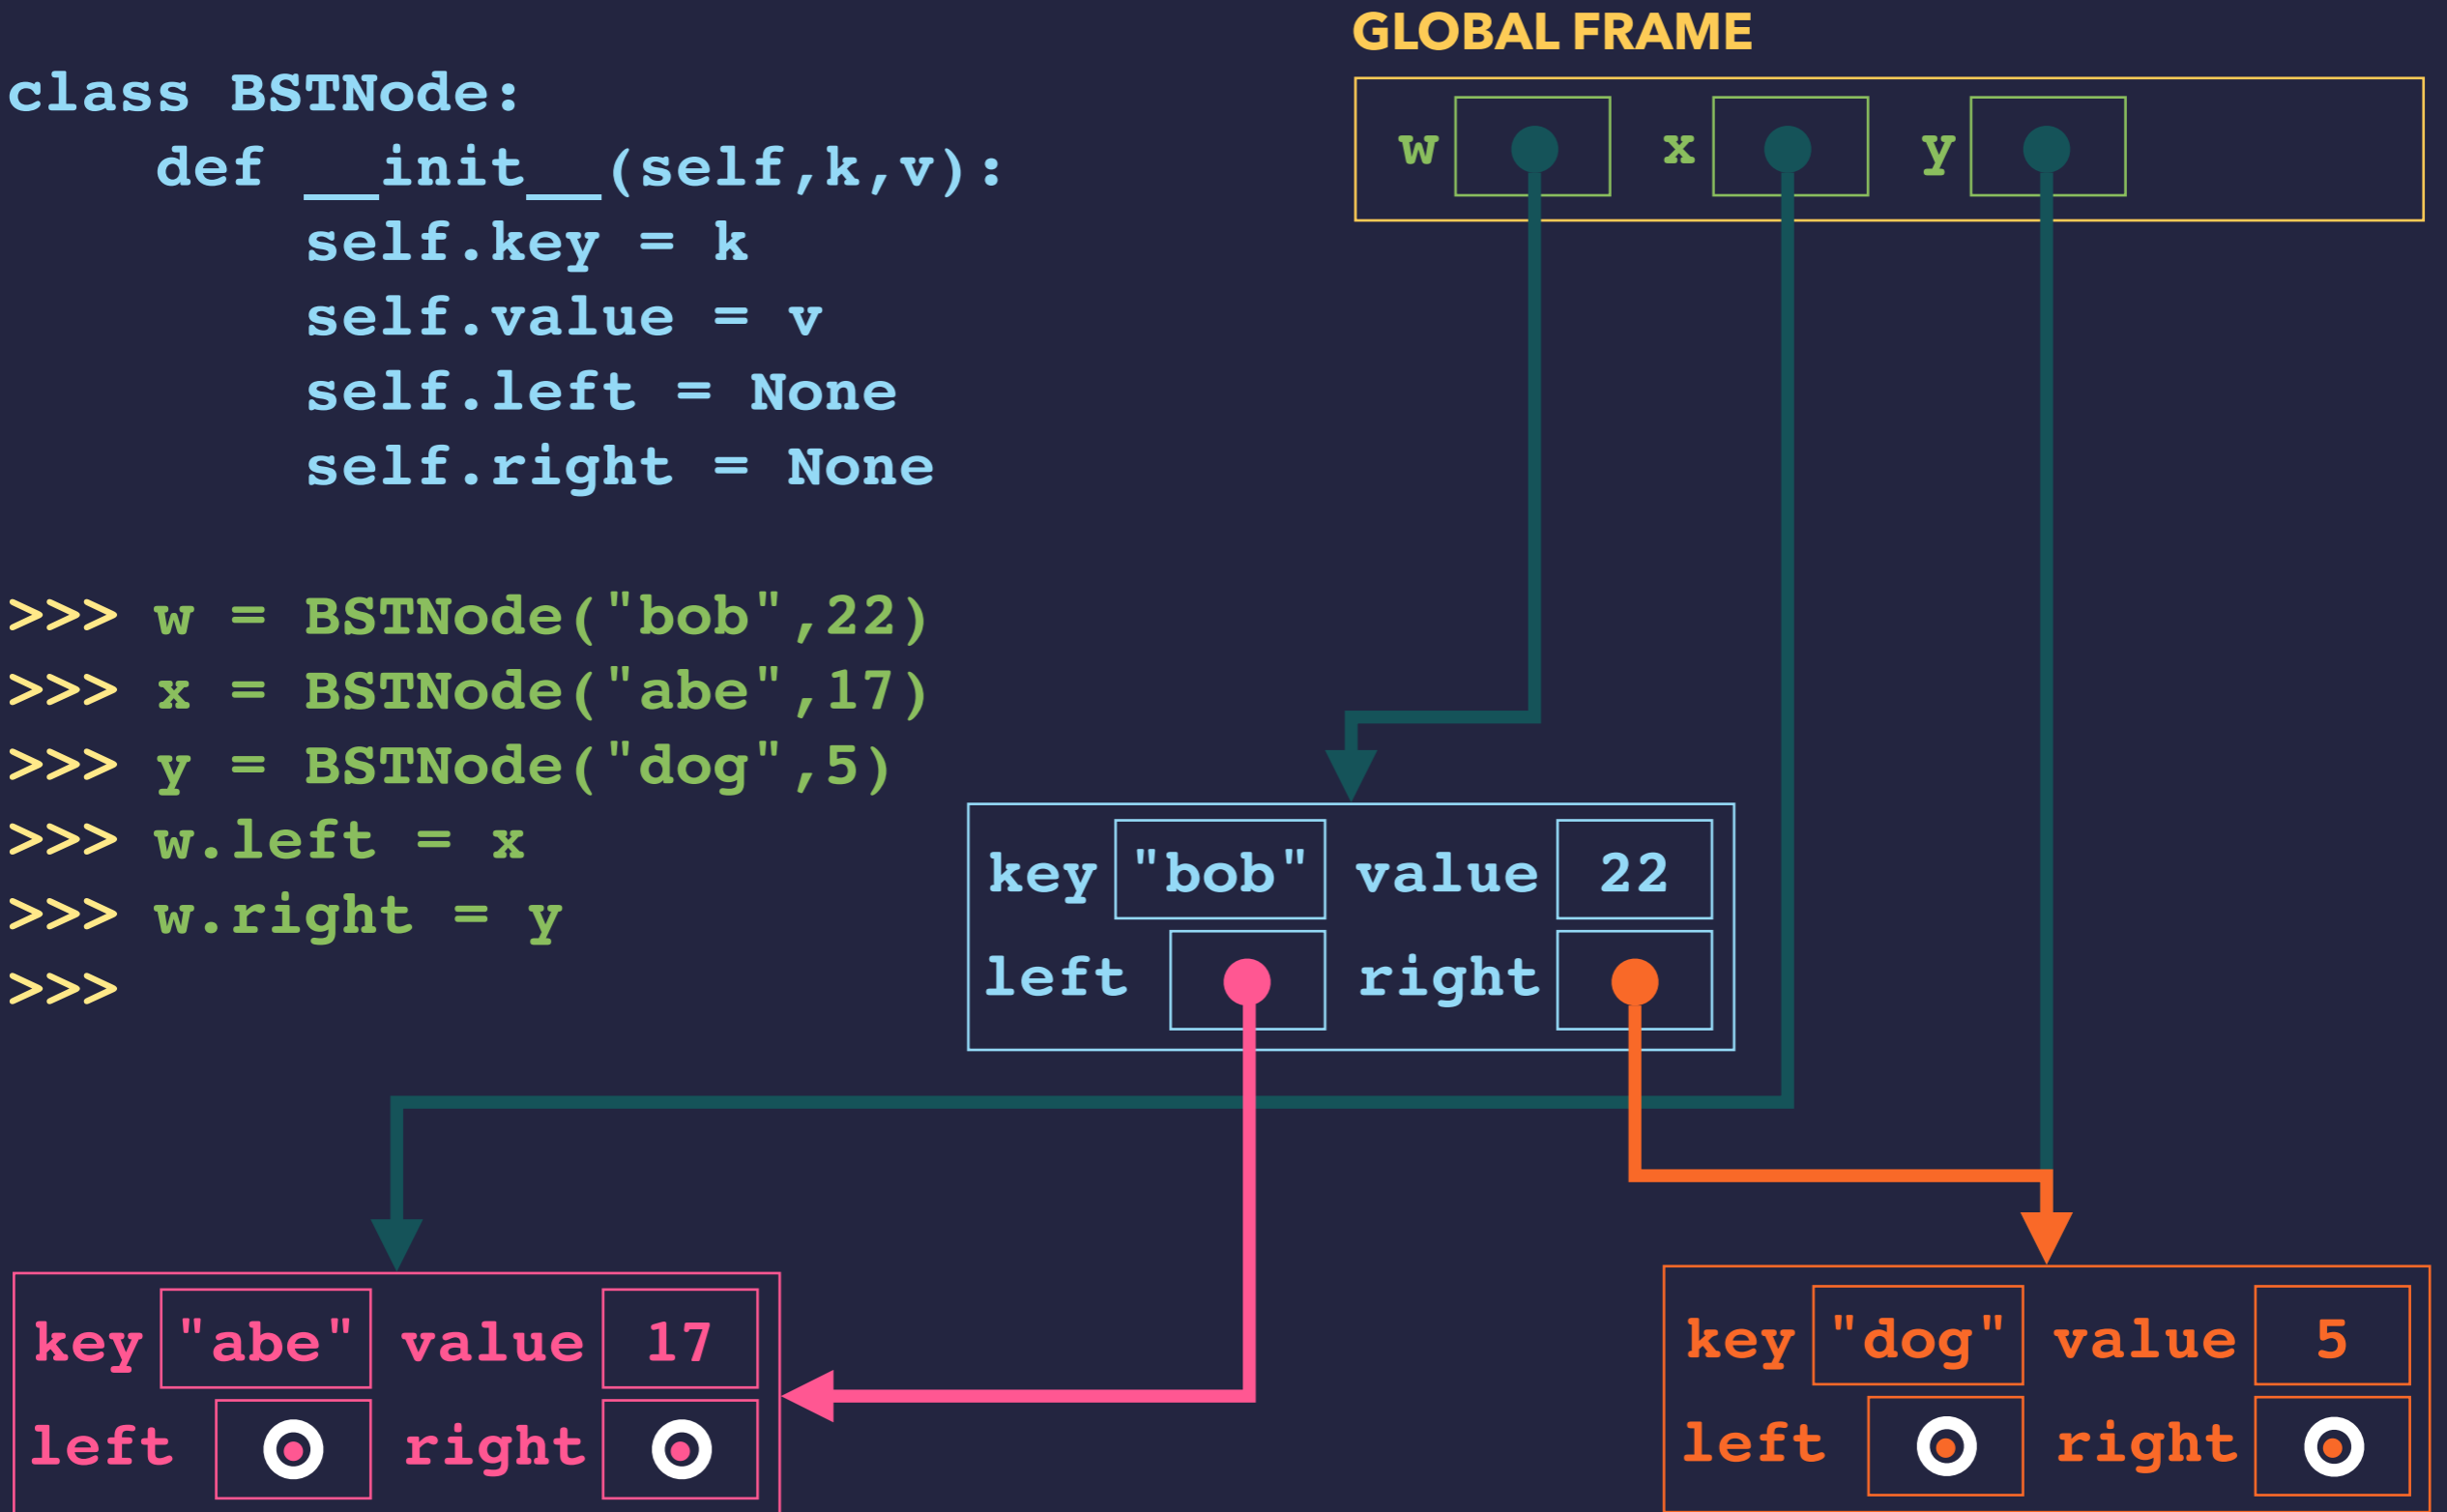 class BSTNode:
    def __init__(self,k,v):
        self.key = k
        self.value = v
        self.left = None
        self.right = None
>>> w = BSTNode("bob",22)
>>> x = BSTNode("abe",17)
>>> y = BSTNode("dog",5)
>>> w.left = x
>>> w.right = y
>>>
GLOBAL FRAME
w x y
key "bob" value 22
left right
key "abe" value 17
left right
key "dog" value 5
left right